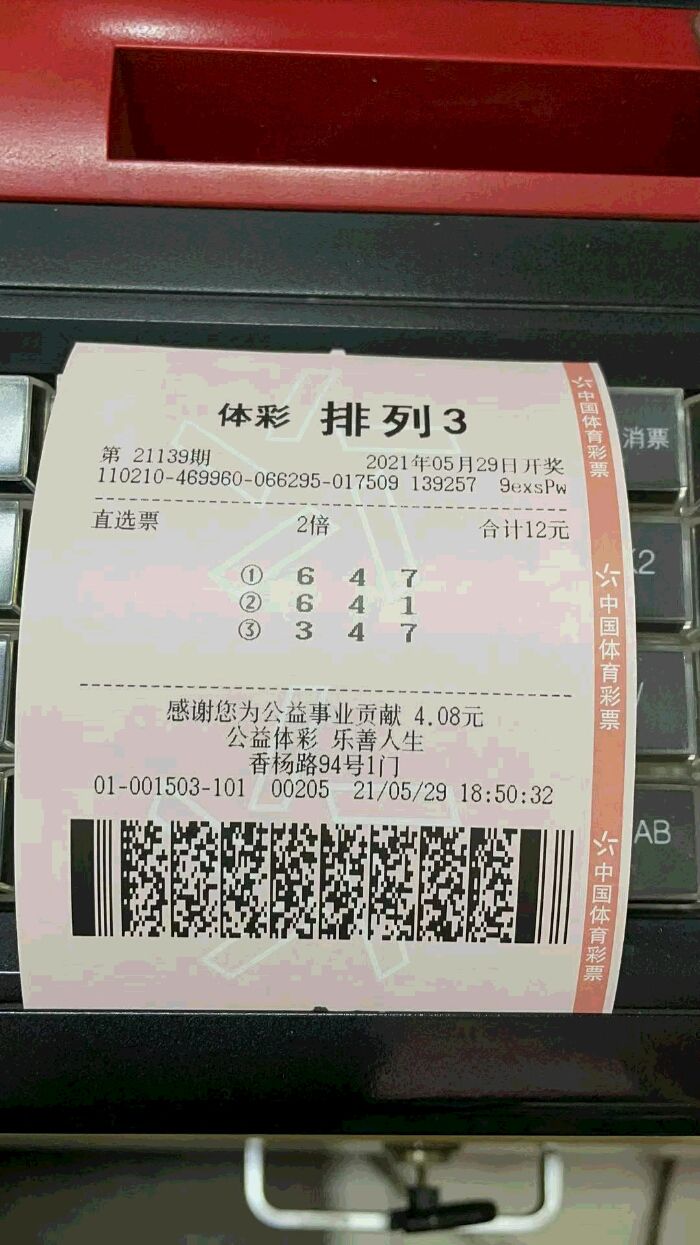 体彩 排列3
第 21139期 2021年05月29日开奖
110210-469960-066295-017509 139257 9exsPw
直选票 2倍 合计12元
① 6 4 7
② 6 4 1
③ 3 4 7
感谢您为公益事业贡献 4.08元
公益体彩 乐善人生
香杨路94号1门
01-001503-101 00205 21/05/29 18:50:32
中国体育彩票
中国体育彩票
中国体育彩票
消票
2
AB